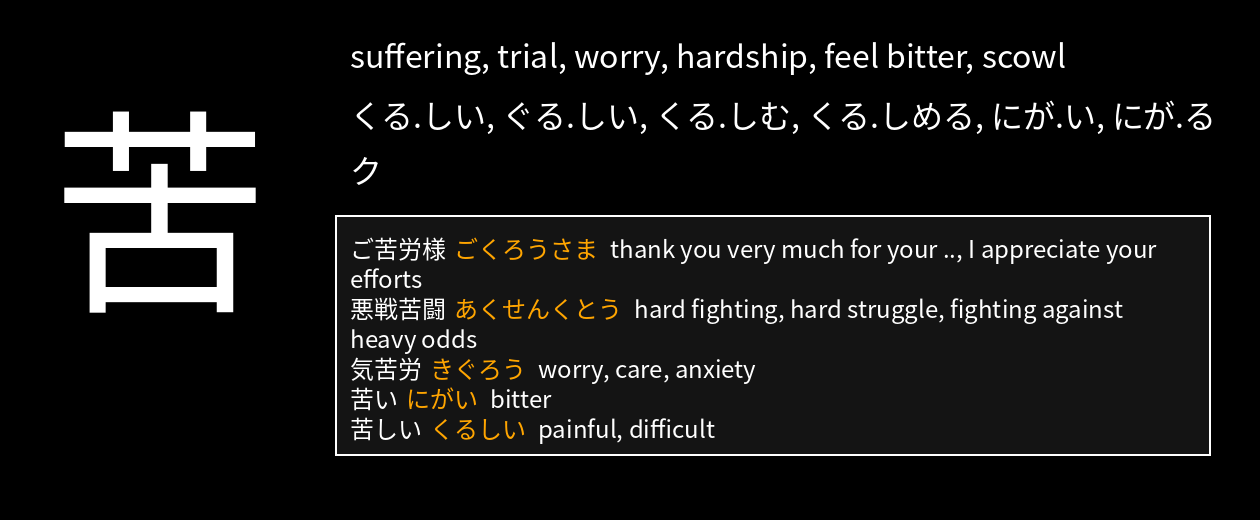 苦
suffering, trial, worry, hardship, feel bitter, scowl
くる.しい, ぐる.しい, くる.しむ, くる.しめる, にが.い, にが.る
ク
ご苦労様 ごくろうさま thank you very much for your .., I appreciate your
efforts
悪戦苦闘 あくせんくとう hard fighting, hard struggle, fighting against
heavy odds
気苦労 きぐろう worry, care, anxiety
苦い にがい bitter
苦しい くるしい painful, difficult